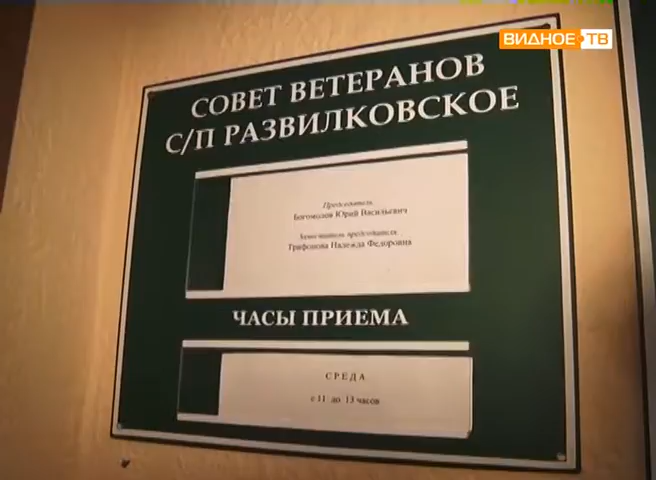 ВИДНОЕ ТВ
СОВЕТ ВЕТЕРАНОВ
С/П РАЗВИЛКОВСКОЕ
Председатель
Богомолов Юрий Васильевич
Заместитель председателя
Трифонова Надежда Федоровна
ЧАСЫ ПРИЕМА
СРЕДА
с 11 до 13 часов